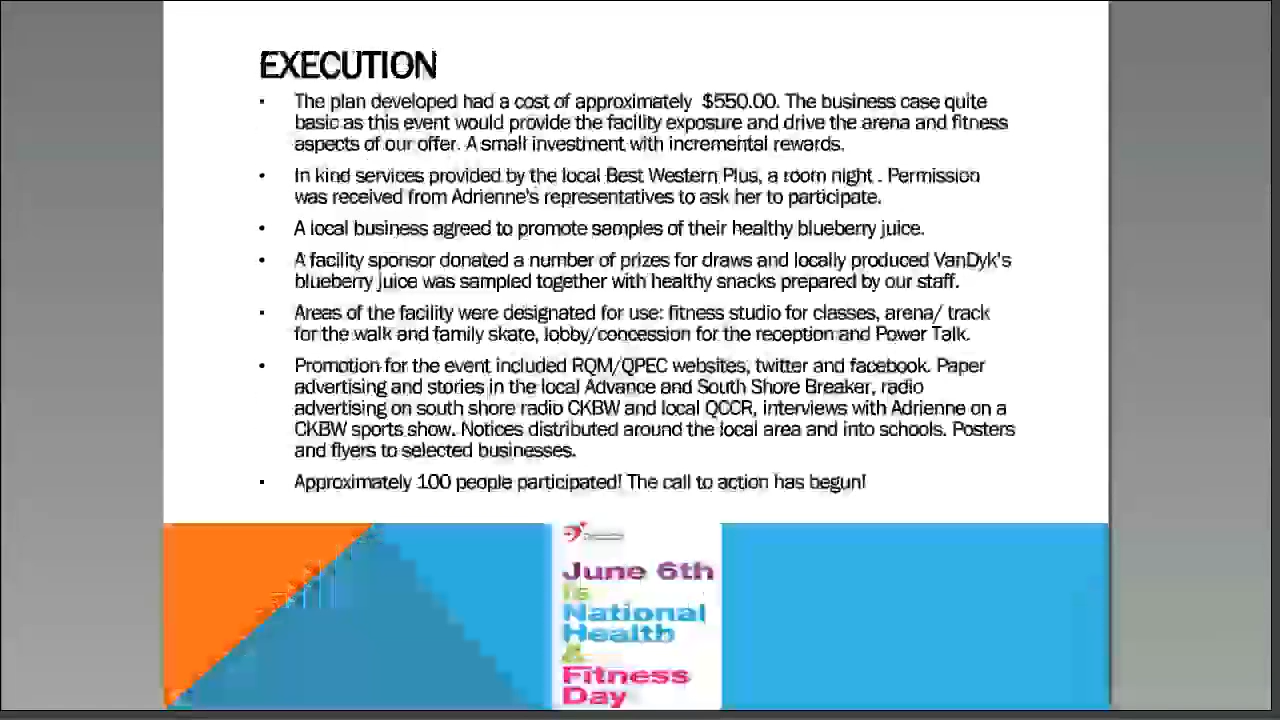 EXECUTION
▪ The plan developed had a cost of approximately $550.00. The business case quite
basic as this event would provide the facility exposure and drive the arena and fitness
aspects of our offer. A small investment with incremental rewards.
▪ In kind services provided by the local Best Western Plus, a room night . Permission
was received from Adrienne's representatives to ask her to participate.
▪ A local business agreed to promote samples of their healthy blueberry juice.
▪ A facility sponsor donated a number of prizes for draws and locally produced VanDyk's
blueberry juice was sampled together with healthy snacks prepared by our staff.
▪ Areas of the facility were designated for use: fitness studio for classes, arena/ track
for the walk and family skate, lobby/concession for the reception and Power Talk.
▪ Promotion for the event included RQM/QPEC websites, twitter and facebook. Paper
advertising and stories in the local Advance and South Shore Breaker, radio
advertising on south shore radio CKBW and local QCCR, interviews with Adrienne on a
CKBW sports show. Notices distributed around the local area and into schools. Posters
and flyers to selected businesses.
▪ Approximately 100 people participated! The call to action has begun!
June 6th
is
National
Health
&
Fitness
Day